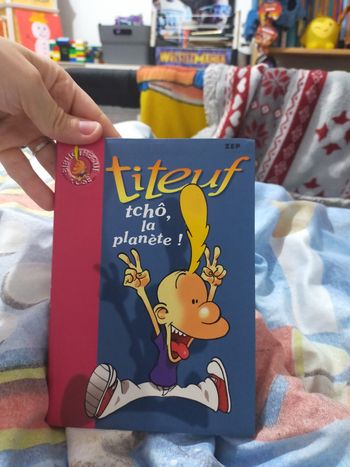 WRESTLEMANIA
ZEP
titeuf
tchô,
la
planète !